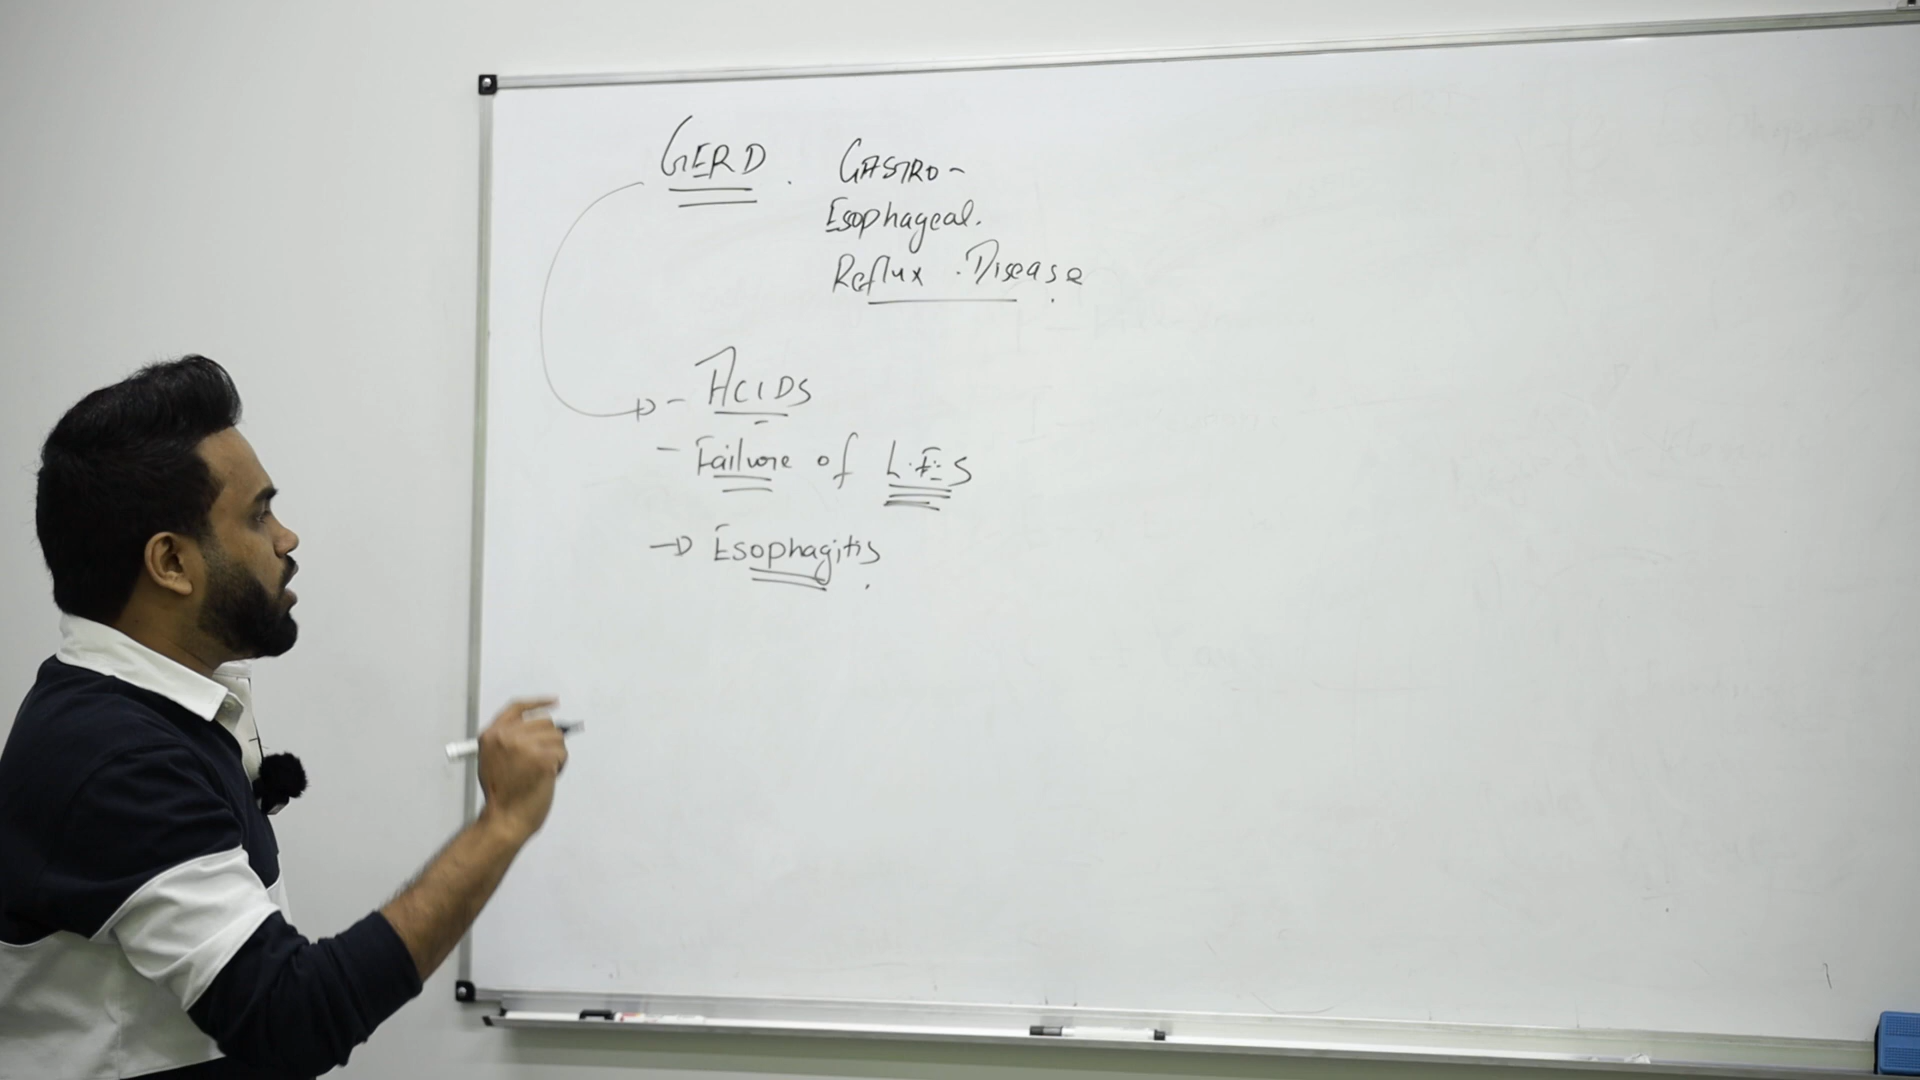 GERD. GASTRO-
Esophageal.
Reflux. Disease.
- ACIDS
- Failure of L.E.S
→ Esophagitis.